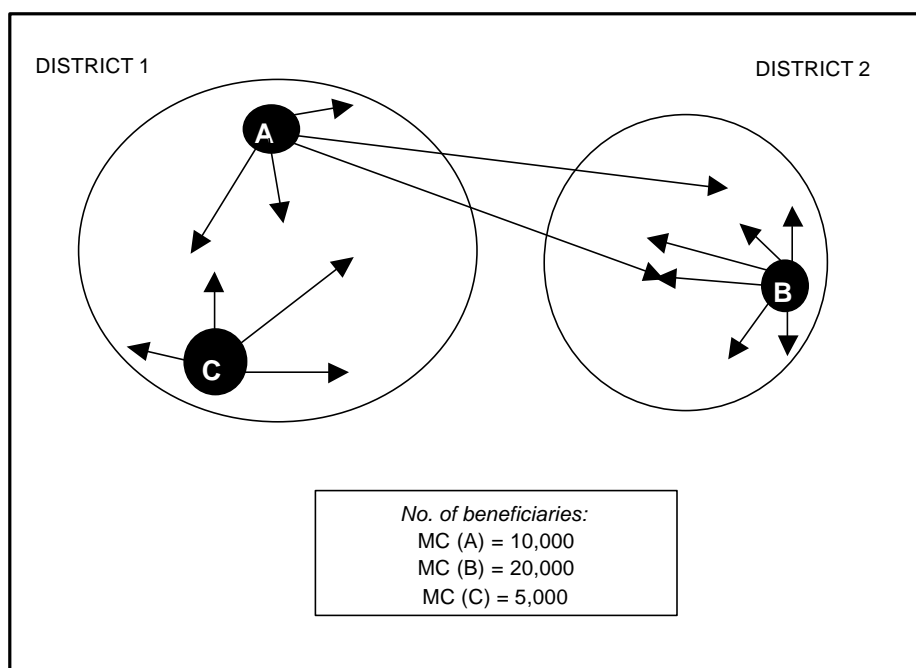 DISTRICT 1
DISTRICT 2
A
B
C
No. of beneficiaries:
MC (A) = 10,000
MC (B) = 20,000
MC (C) = 5,000